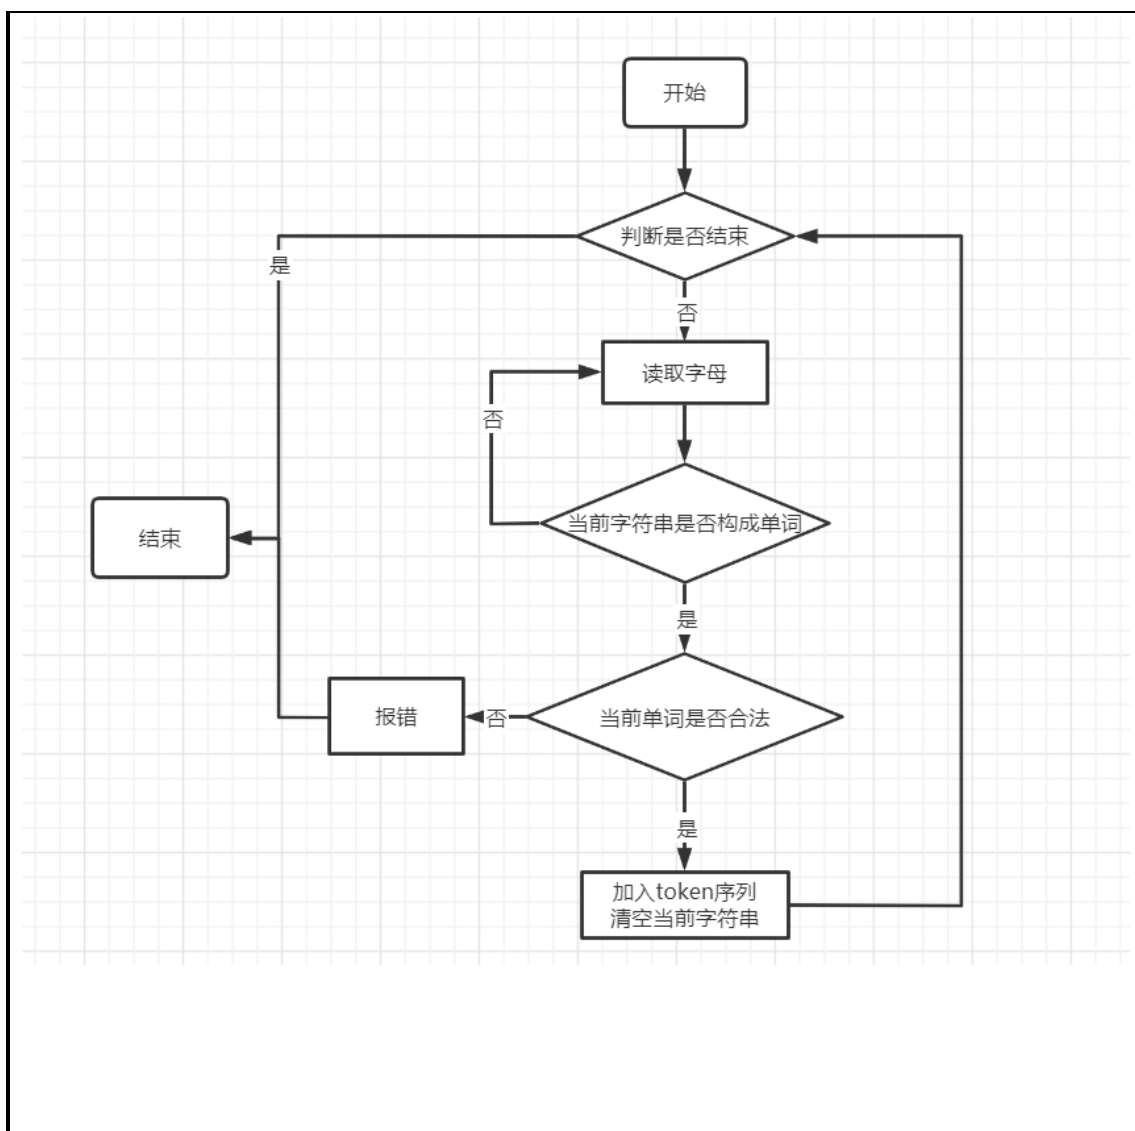 开始
判断是否结束
是
否
读取字母
否
当前字符串是否构成单词
结束
是
报错
否
当前单词是否合法
是
加入token序列
清空当前字符串